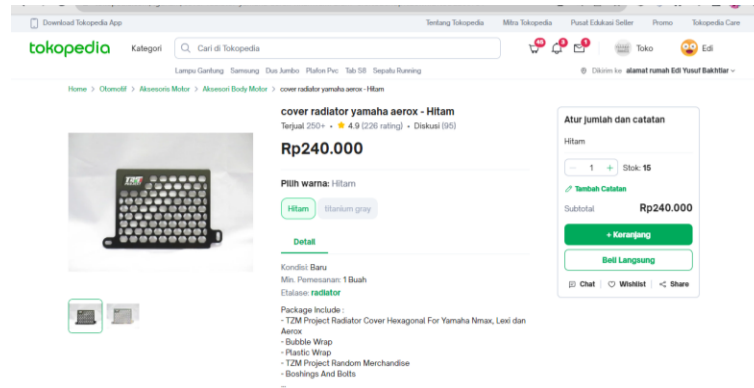 Download Tokopedia App
Tentang Tokopedia Mitra Tokopedia Pusat Edukasi Seller Promo Tokopedia Care
tokopedia Kategori Cari di Tokopedia Toko Edi
Lampu Gantung Samsung Dus Jumbo Plafon Pvc Tab S8 Sepatu Running
Dikirim ke alamat rumah Edi Yusuf Bakhtiar
Home > Otomotif > Aksesoris Motor > Aksesori Body Motor > cover radiator yamaha aerox - Hitam
cover radiator yamaha aerox - Hitam
Terjual 250+ • 4.9 (226 rating) • Diskusi (95)
Rp240.000
Pilih warna: Hitam
Hitam titanium gray
Detail
Kondisi: Baru
Min. Pemesanan: 1 Buah
Etalase: radiator
Package Include :
- TZM Project Radiator Cover Hexagonal For Yamaha Nmax, Lexi dan
Aerox
- Bubble Wrap
- Plastic Wrap
- TZM Project Random Merchandise
- Boshings And Bolts
Atur jumlah dan catatan
Hitam
- 1 + Stok: 15
Tambah Catatan
Subtotal Rp240.000
+ Keranjang
Beli Langsung
Chat Wishlist Share